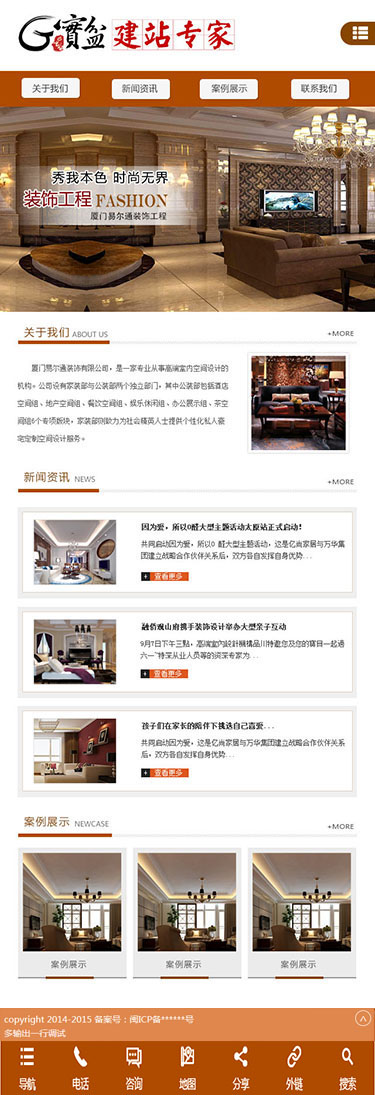 G寳盆 建站专家
关于我们 新闻资讯 案例展示 联系我们
秀我本色 时尚无界
装饰工程 FASHION
厦门易尔通装饰工程
关于我们 ABOUT US +MORE
厦门易尔通装饰有限公司，是一家专业从事高端室内空间设计的
机构。公司设有家装部与公装部两个独立部门，其中公装部包括酒店
空间组、地产空间组、餐饮空间组、娱乐休闲组、办公展示组、茶空
间组6个专项版块，家装部则致力为社会精英人士提供个性化私人豪
宅定制空间设计服务。
新闻资讯 NEWS +MORE
因为爱，所以0醛大型主题活动太原站正式启动！
共同启动因为爱，所以0 醛大型主题活动，这是亿尚家居与万华集
团建立战略合作伙伴关系后，双方各自发挥自身优势...
+ 查看更多
融侨观山府携手装饰设计举办大型亲子互动
9月7日下午三點，高端室內設計機構品川特邀您及您的寶目一起過
六一"特深从业人员等的资深专家为...
+ 查看更多
孩子们在家长的陪伴下挑选自己喜爱...
共同启动因为爱，这是亿尚家居与万华集团建立战略合作伙伴关系
后，双方各自发挥自身优势...
+ 查看更多
案例展示 NEWCASE +MORE
案例展示 案例展示 案例展示
copyright 2014-2015 备案号：闽ICP备******号
多输出一行调试
导航 电话 咨询 地图 分享 外链 搜索